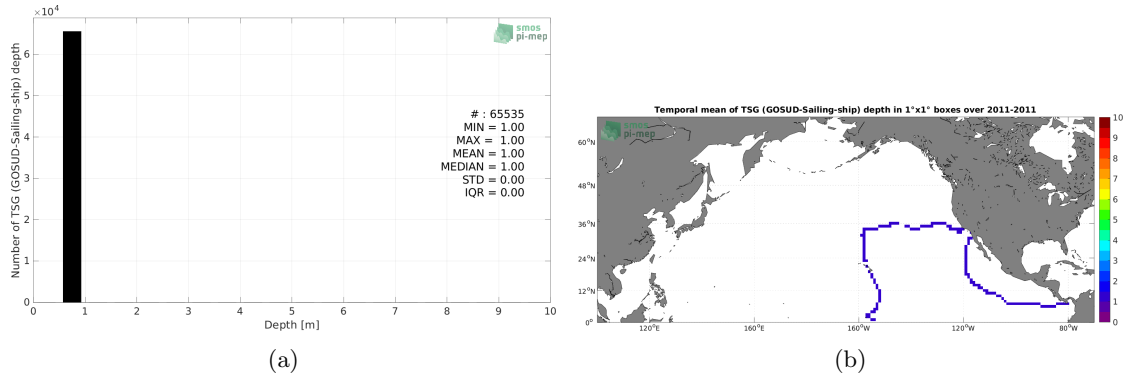 ×10⁴
6
5
4
3
2
1
0
Number of TSG (GOSUD-Sailing-ship) depth
smos
pi-mep
# : 65535
MIN = 1.00
MAX = 1.00
MEAN = 1.00
MEDIAN = 1.00
STD = 0.00
IQR = 0.00
0 1 2 3 4 5 6 7 8 9 10
Depth [m]
(a)
Temporal mean of TSG (GOSUD-Sailing-ship) depth in 1°x1° boxes over 2011-2011
smos
pi-mep
60°N
48°N
36°N
24°N
12°N
0°
120°E 160°E 160°W 120°W 80°W
10
9
8
7
6
5
4
3
2
1
0
(b)